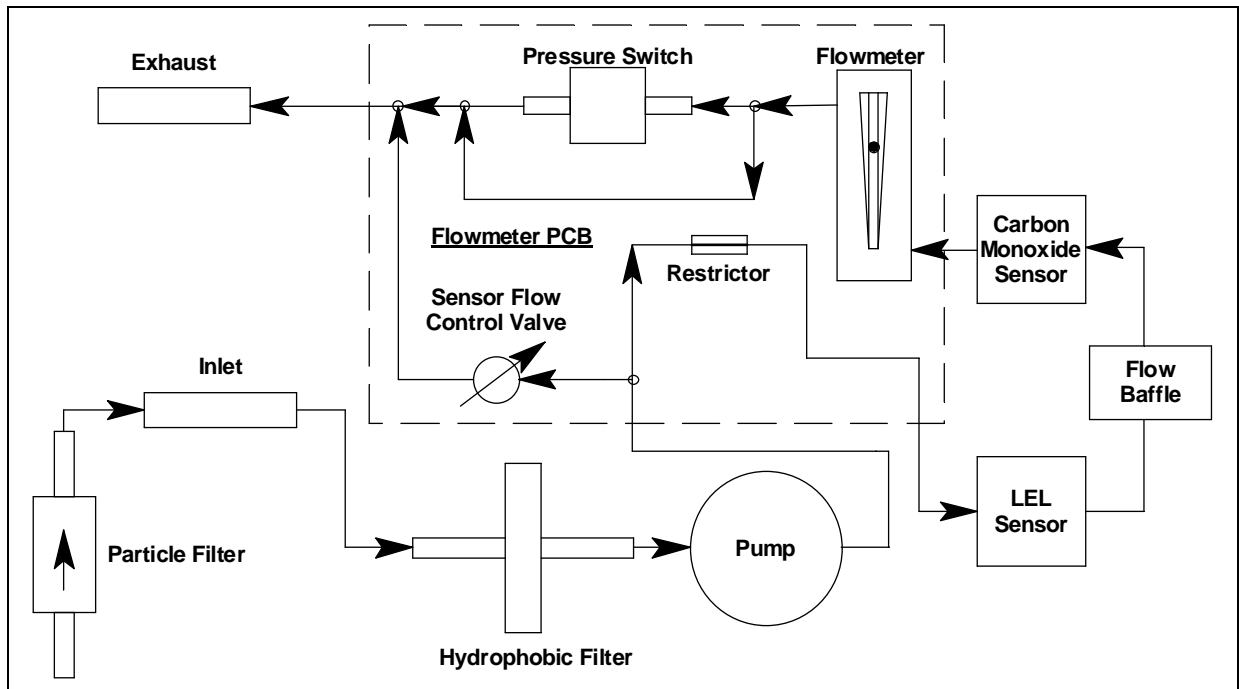 Exhaust
Pressure Switch
Flowmeter
Carbon
Monoxide
Sensor
Flowmeter PCB
Restrictor
Sensor Flow
Control Valve
Inlet
Flow
Baffle
LEL
Sensor
Particle Filter
Pump
Hydrophobic Filter